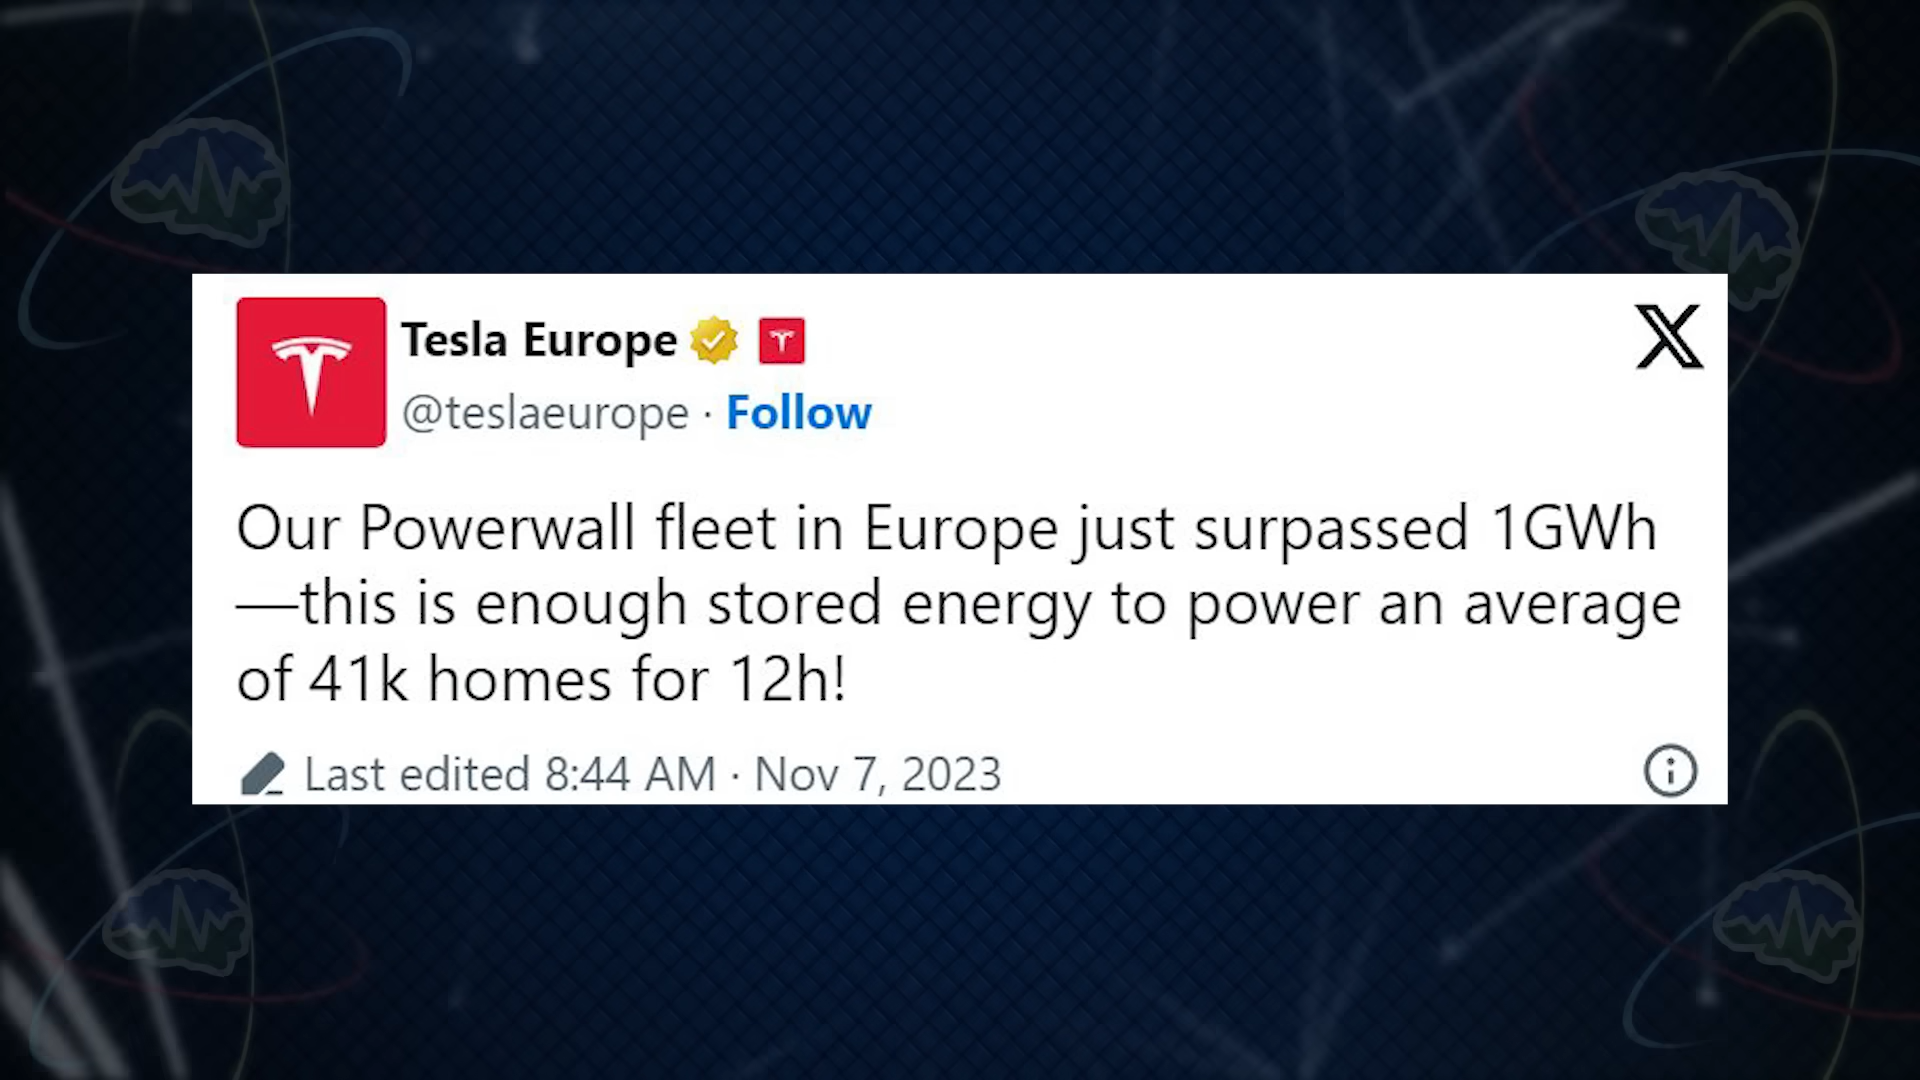 Tesla Europe
@teslaeurope · Follow
Our Powerwall fleet in Europe just surpassed 1GWh
—this is enough stored energy to power an average
of 41k homes for 12h!
Last edited 8:44 AM · Nov 7, 2023